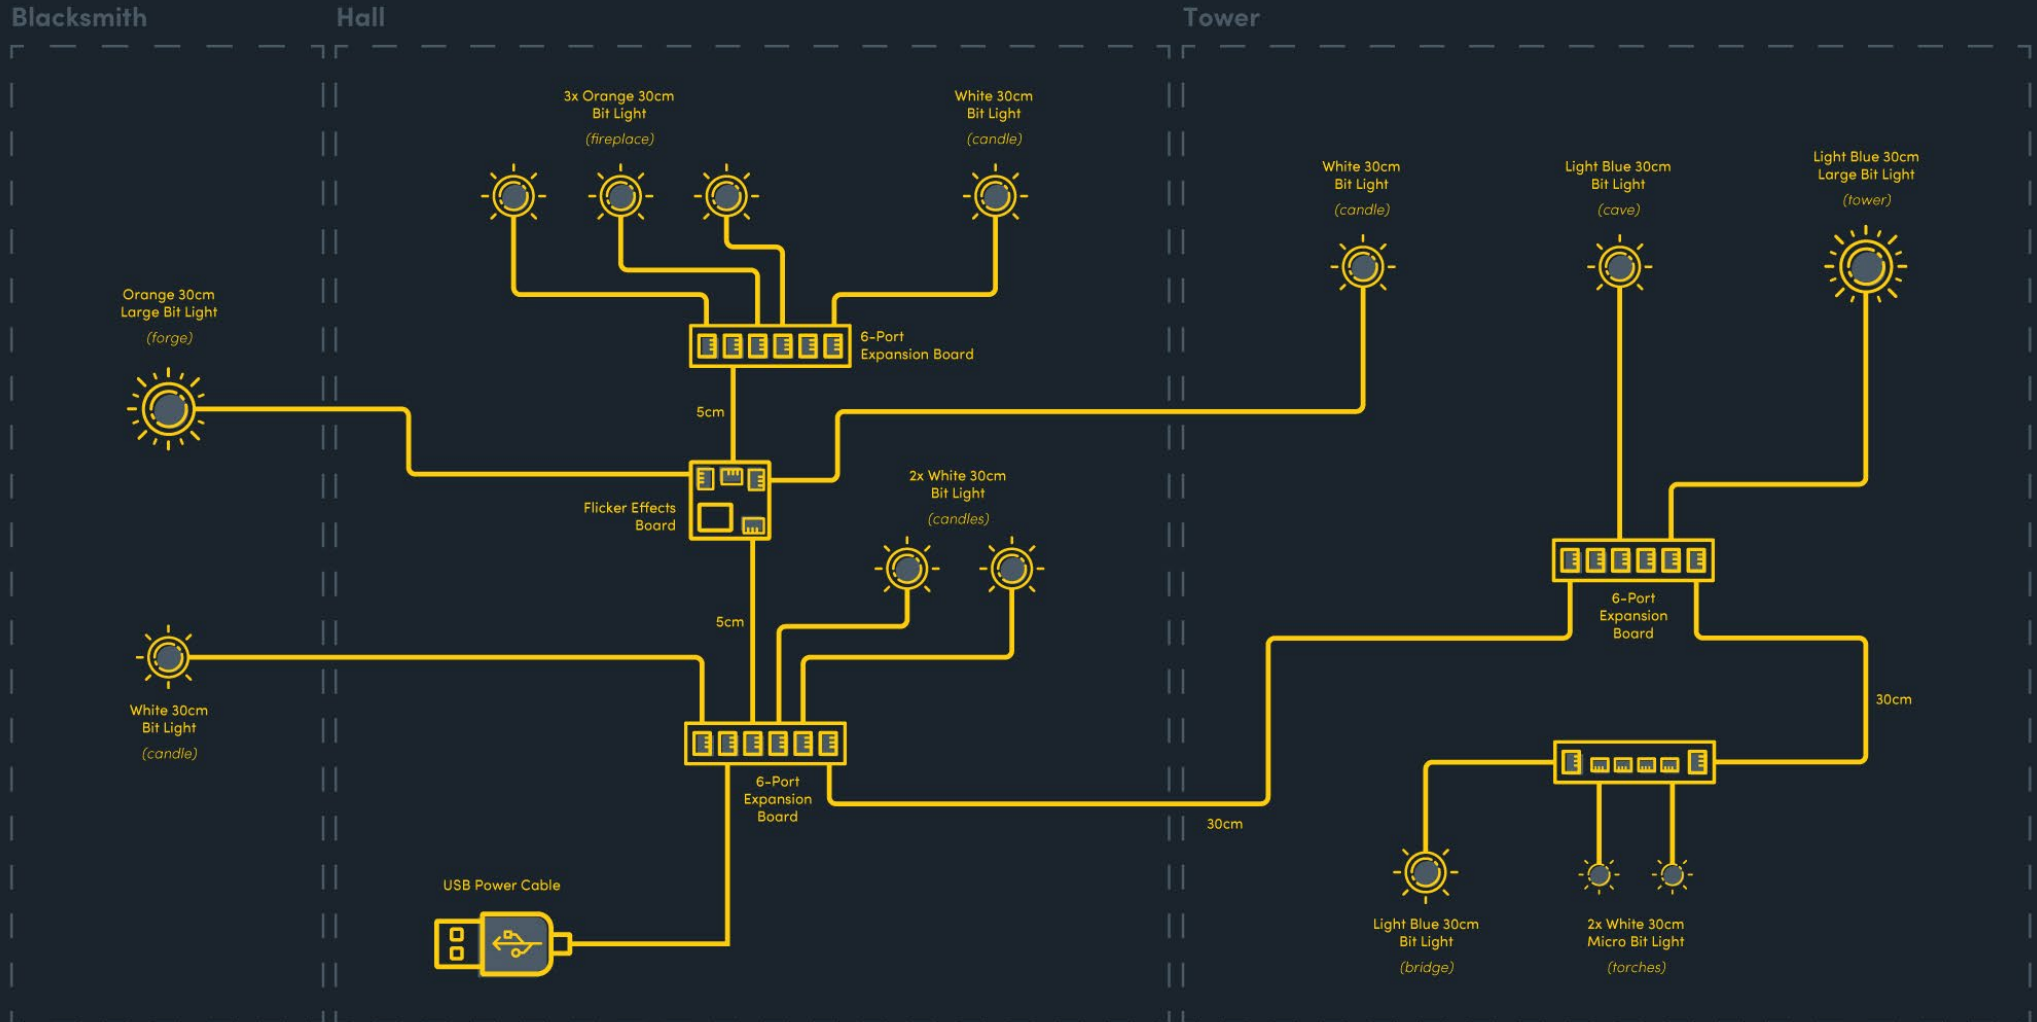 Blacksmith
Hall
Tower
3x Orange 30cm
Bit Light
(fireplace)
White 30cm
Bit Light
(candle)
White 30cm
Bit Light
(candle)
Light Blue 30cm
Bit Light
(cave)
Light Blue 30cm
Large Bit Light
(tower)
Orange 30cm
Large Bit Light
(forge)
6-Port
Expansion Board
5cm
Flicker Effects
Board
2x White 30cm
Bit Light
(candles)
5cm
6-Port
Expansion
Board
White 30cm
Bit Light
(candle)
30cm
6-Port
Expansion
Board
30cm
USB Power Cable
Light Blue 30cm
Bit Light
(bridge)
2x White 30cm
Micro Bit Light
(torches)